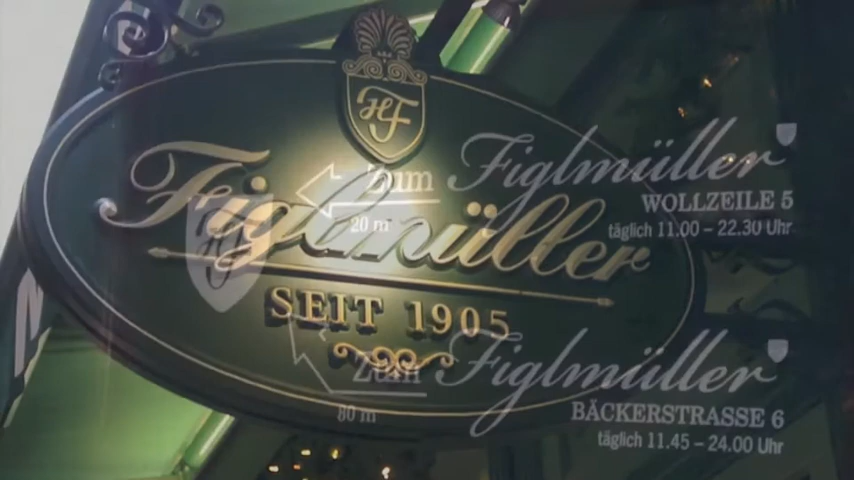 HF
Figlmüller
SEIT 1905
HF
Zum Figlmüller
20 m
WOLLZEILE 5
täglich 11.00 – 22.30 Uhr
Zum Figlmüller
80 m
BÄCKERSTRASSE 6
täglich 11.45 – 24.00 Uhr